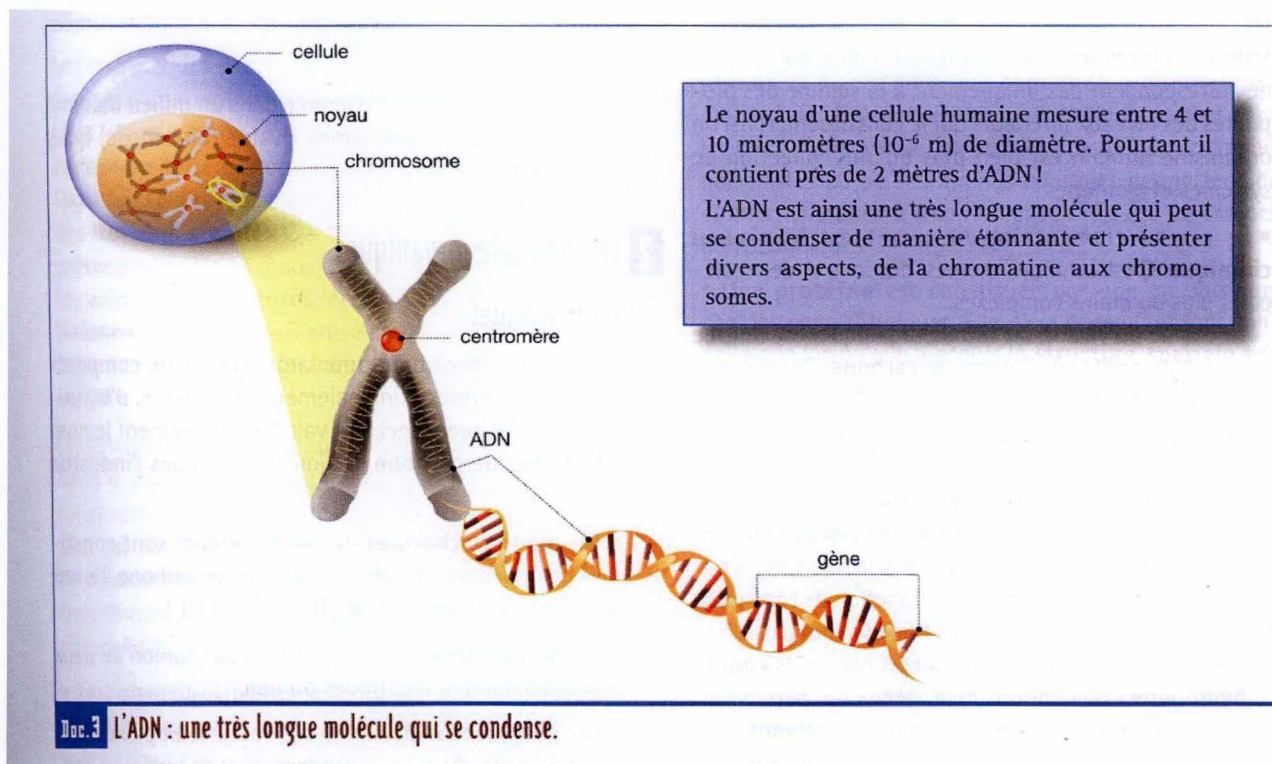 cellule
noyau
chromosome
centromère
ADN
gène
Le noyau d'une cellule humaine mesure entre 4 et
10 micromètres (10⁻⁶ m) de diamètre. Pourtant il
contient près de 2 mètres d'ADN !
L'ADN est ainsi une très longue molécule qui peut
se condenser de manière étonnante et présenter
divers aspects, de la chromatine aux chromo-
somes.
Doc.3 L'ADN : une très longue molécule qui se condense.